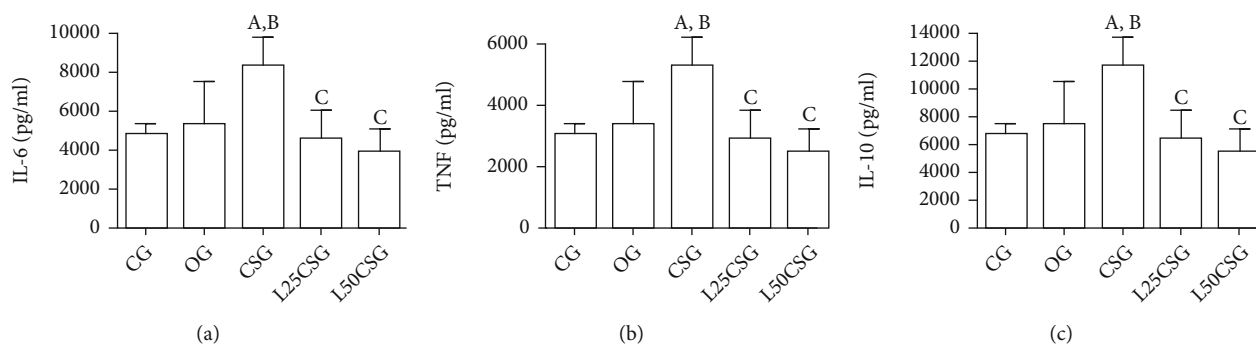 IL-6 (pg/ml)
10000
8000
6000
4000
2000
0
A,B
C
C
CG
OG
CSG
L25CSG
L50CSG
(a)
TNF (pg/ml)
6000
4000
2000
0
A, B
C
C
CG
OG
CSG
L25CSG
L50CSG
(b)
IL-10 (pg/ml)
14000
12000
10000
8000
6000
4000
2000
0
A, B
C
C
CG
OG
CSG
L25CSG
L50CSG
(c)